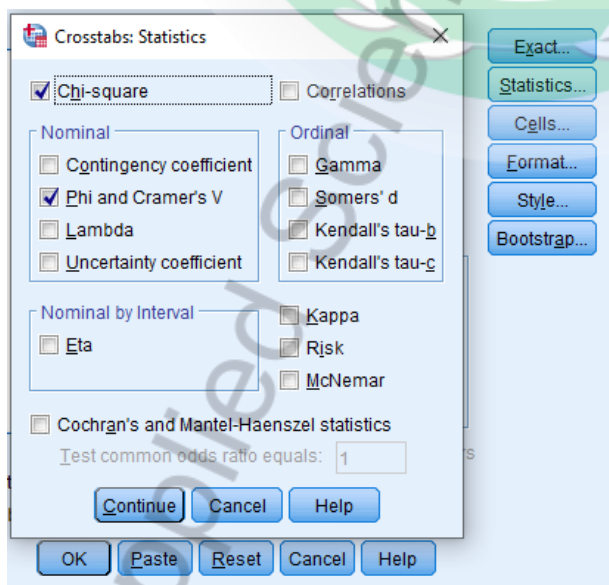 Crosstabs: Statistics
Chi-square
Correlations
Nominal
Contingency coefficient
Phi and Cramer's V
Lambda
Uncertainty coefficient
Ordinal
Gamma
Somers' d
Kendall's tau-b
Kendall's tau-c
Nominal by Interval
Eta
Kappa
Risk
McNemar
Cochran's and Mantel-Haenszel statistics
Test common odds ratio equals: 1
Continue Cancel Help
Exact...
Statistics...
Cells...
Format...
Style...
Bootstrap...
OK Paste Reset Cancel Help